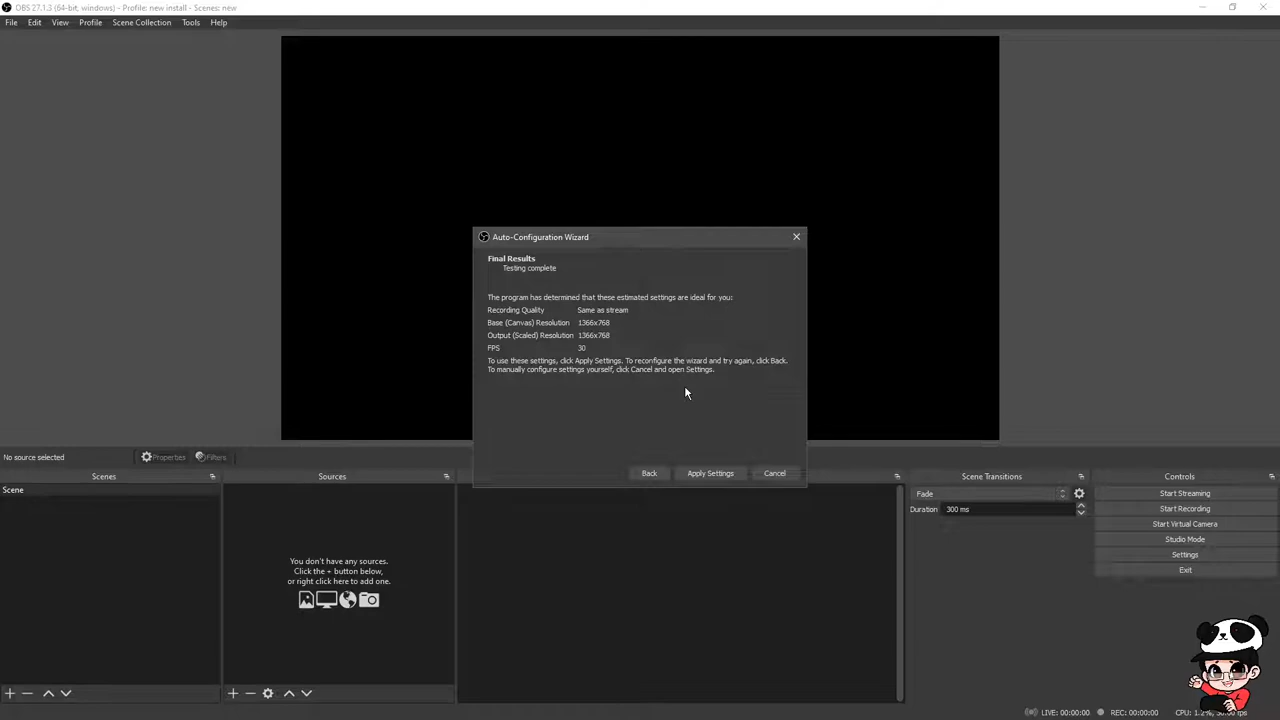 OBS 27.1.3 (64-bit, windows) - Profile: new install - Scenes: new
File Edit View Profile Scene Collection Tools Help
Auto-Configuration Wizard
Final Results
Testing complete
The program has determined that these estimated settings are ideal for you:
Recording Quality Same as stream
Base (Canvas) Resolution 1366x768
Output (Scaled) Resolution 1366x768
FPS 30
To use these settings, click Apply Settings. To reconfigure the wizard and try again, click Back.
To manually configure settings yourself, click Cancel and open Settings.
Back Apply Settings Cancel
No source selected Properties Filters
Scenes Sources Scene Transitions Controls
Scene
You don't have any sources.
Click the + button below,
or right click here to add one.
Fade
Duration 300 ms
Start Streaming
Start Recording
Start Virtual Camera
Studio Mode
Settings
Exit
LIVE: 00:00:00 REC: 00:00:00 CPU: 1.2%, 30.00 fps